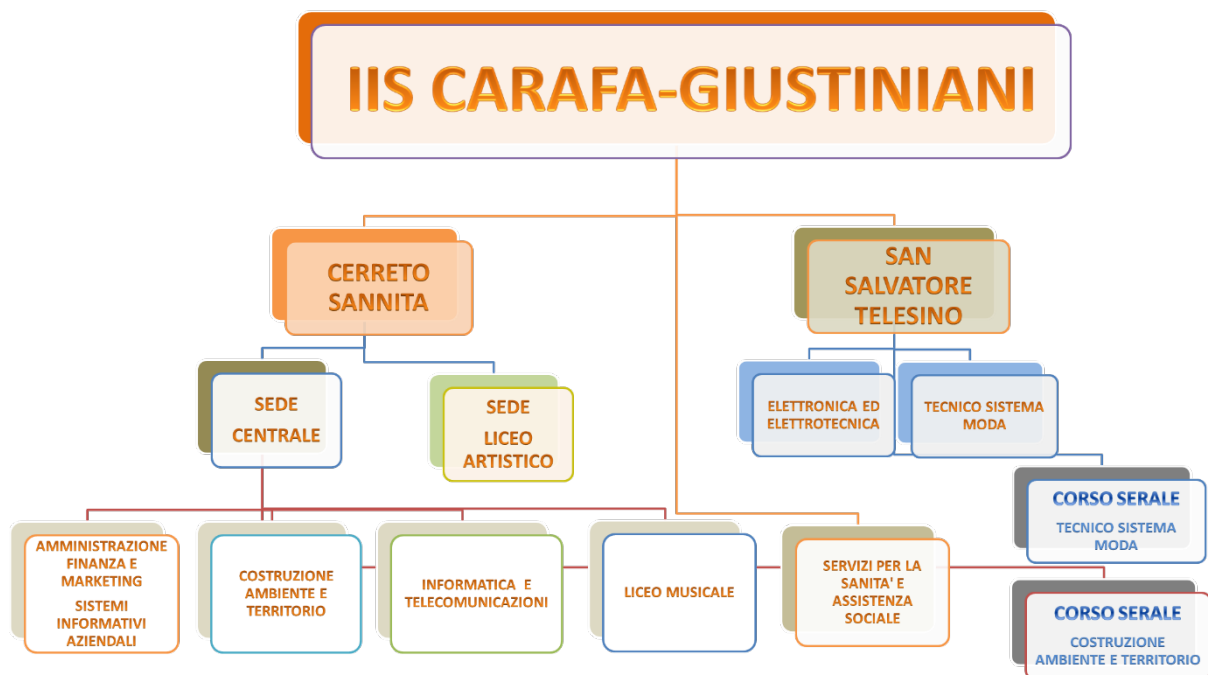 IIS CARAFA-GIUSTINIANI
CERRETO
SANNITA
SAN
SALVATORE
TELESINO
SEDE
CENTRALE
SEDE
LICEO
ARTISTICO
ELETTRONICA ED
ELETTROTECNICA
TECNICO SISTEMA
MODA
CORSO SERALE
TECNICO SISTEMA
MODA
AMMINISTRAZIONE
FINANZA E
MARKETING
SISTEMI
INFORMATIVI
AZIENDALI
COSTRUZIONE
AMBIENTE E
TERRITORIO
INFORMATICA E
TELECOMUNICAZIONI
LICEO MUSICALE
SERVIZI PER LA
SANITA' E
ASSISTENZA
SOCIALE
CORSO SERALE
COSTRUZIONE
AMBIENTE E TERRITORIO